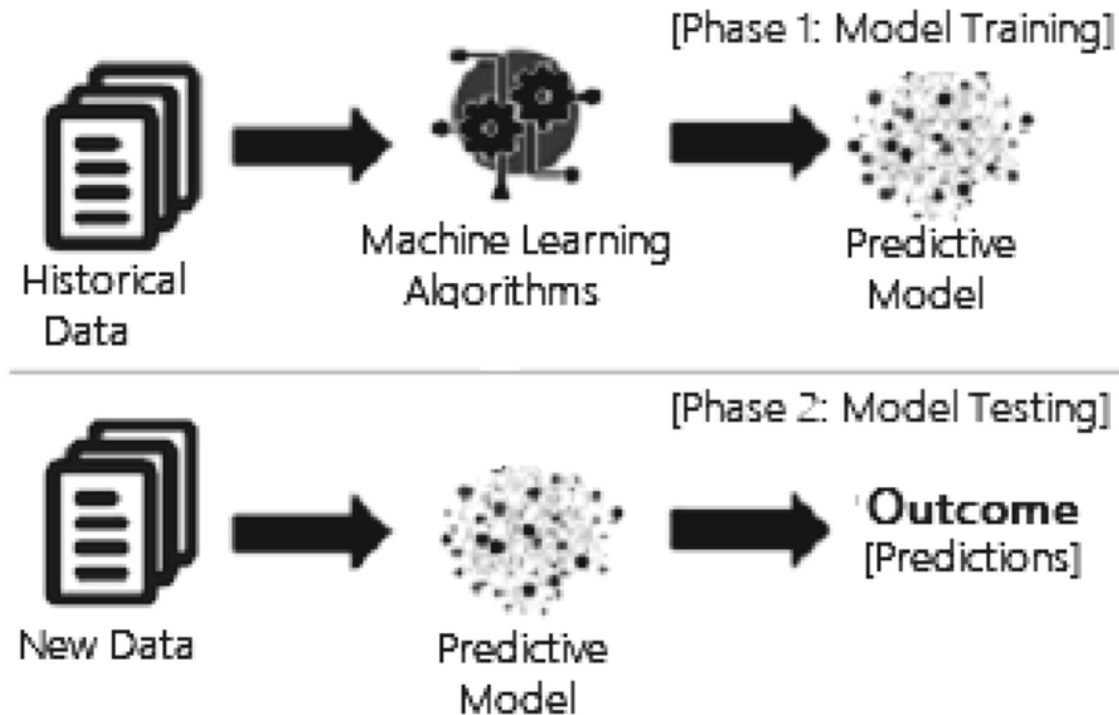 [Phase 1: Model Training]
Historical
Data
Machine Learning
Algorithms
Predictive
Model
[Phase 2: Model Testing]
New Data
Predictive
Model
Outcome
[Predictions]